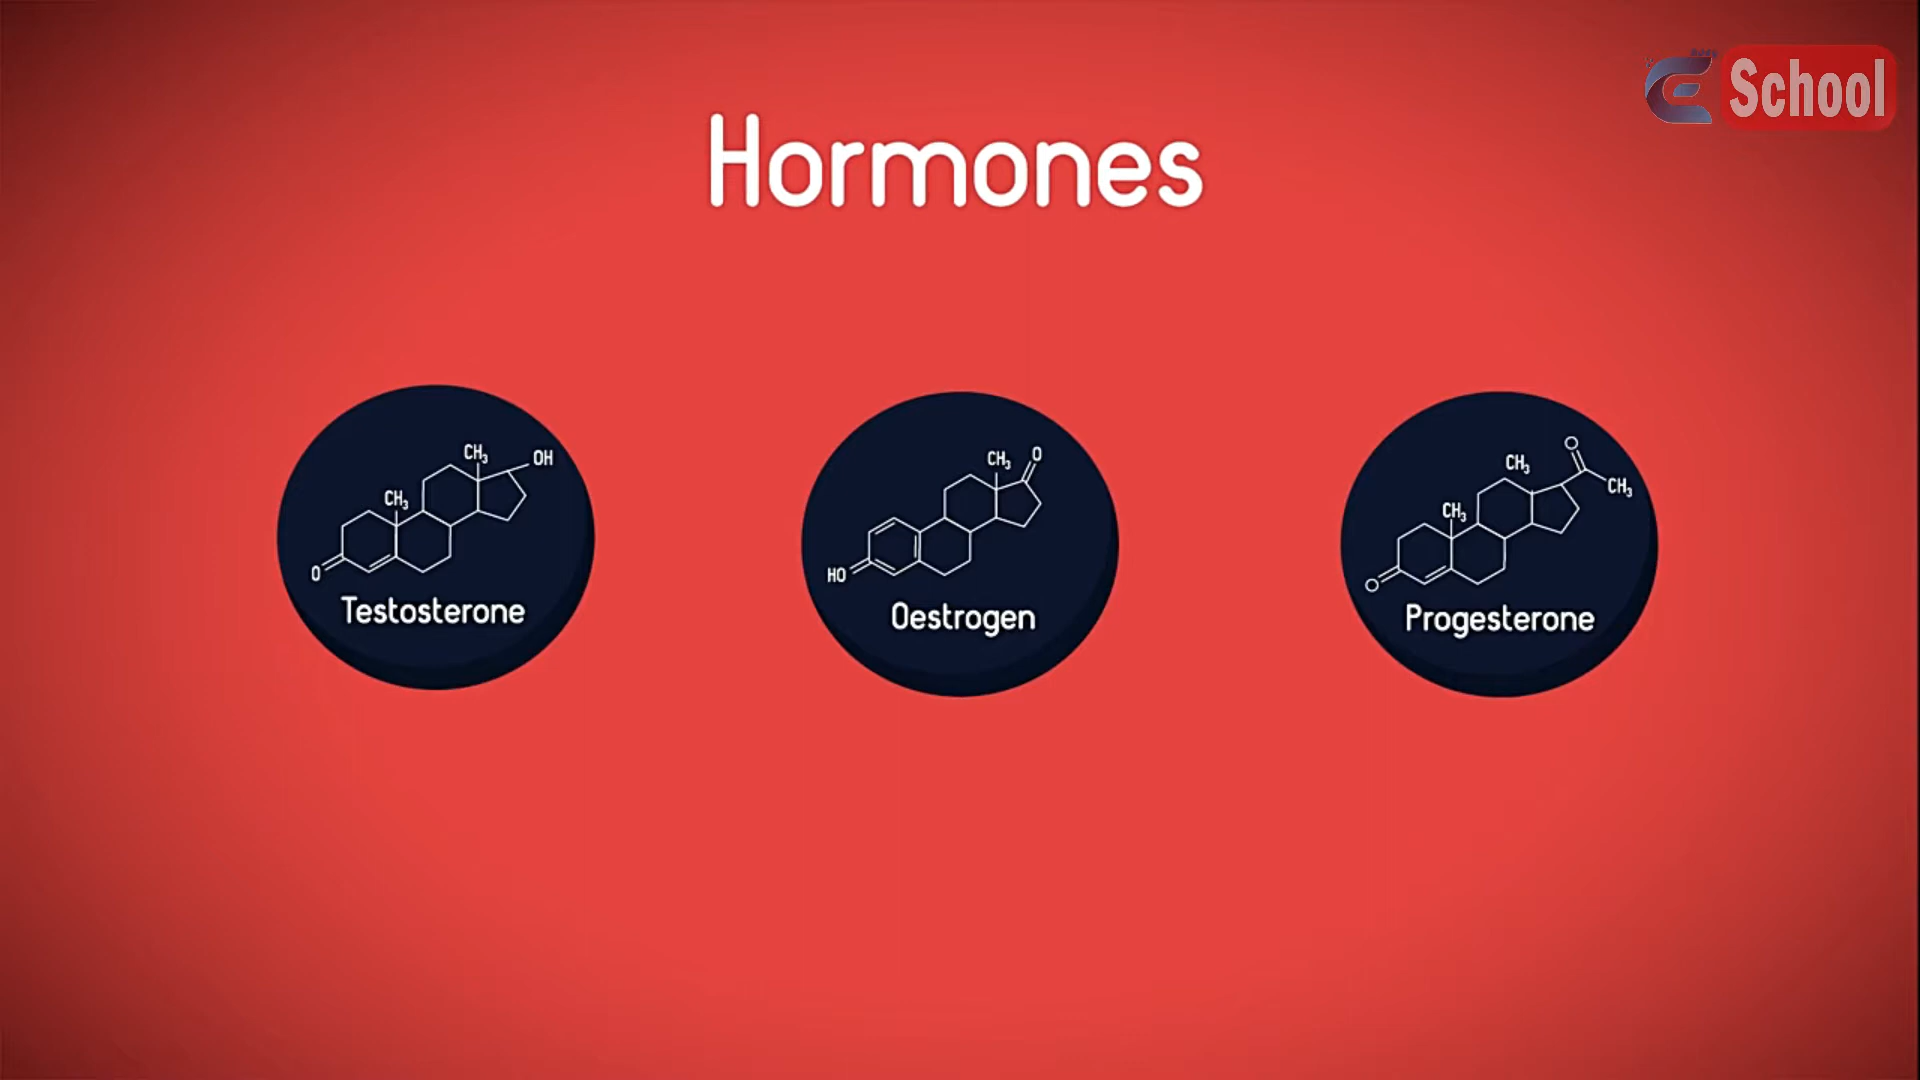 School
Hormones
CH₃
OH
CH₃
O
Testosterone
CH₃
O
HO
Oestrogen
O
CH₃
CH₃
CH₃
O
Progesterone